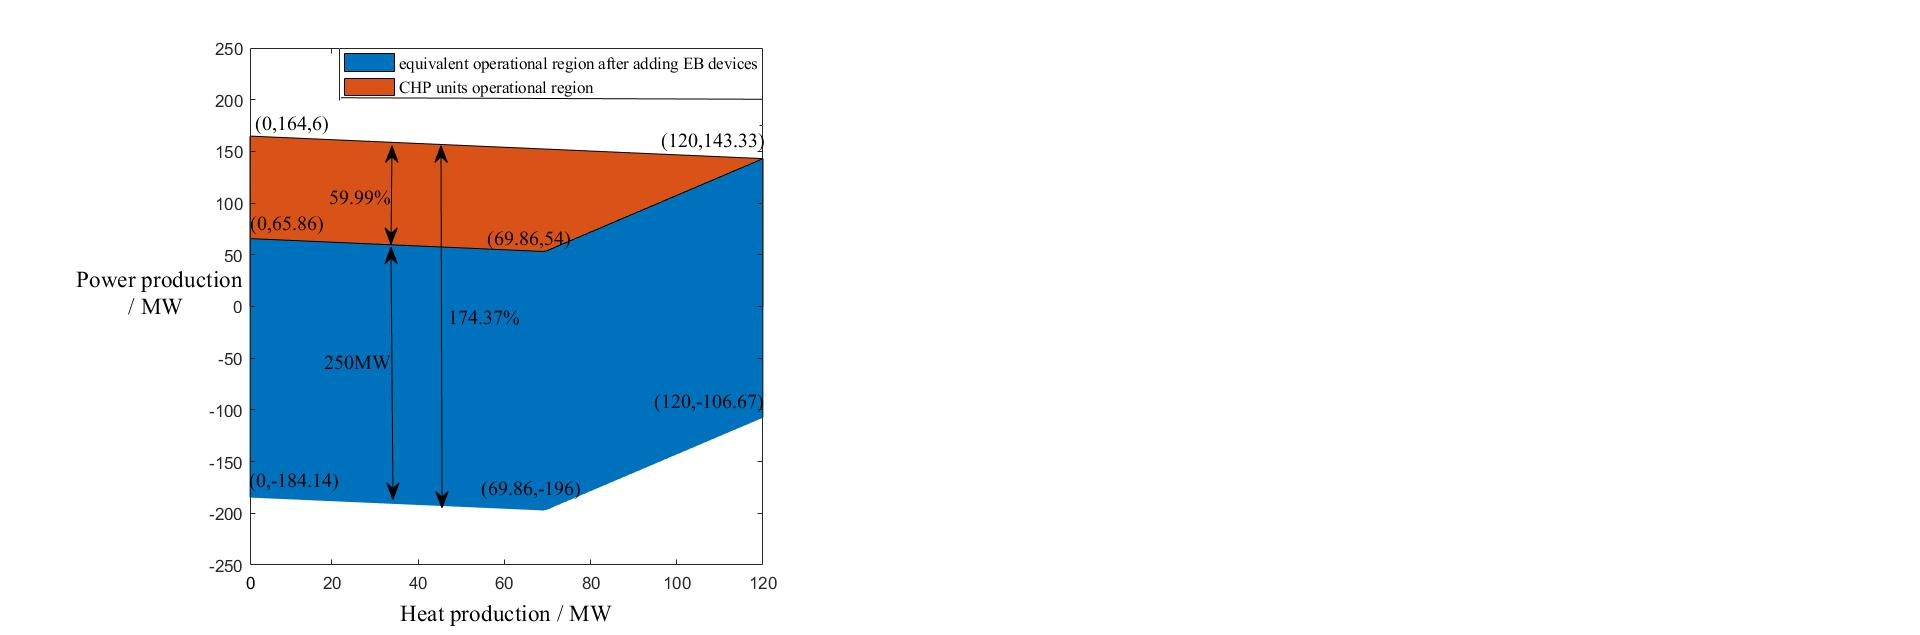 250
equivalent operational region after adding EB devices
CHP units operational region
200
(0,164,6)
(120,143.33)
150
59.99%
100
(0,65.86)
(69.86,54)
50
Power production
/ MW
0
174.37%
-50
250MW
-100
(120,-106.67)
-150
(0,-184.14)
(69.86,-196)
-200
-250
0 20 40 60 80 100 120
Heat production / MW